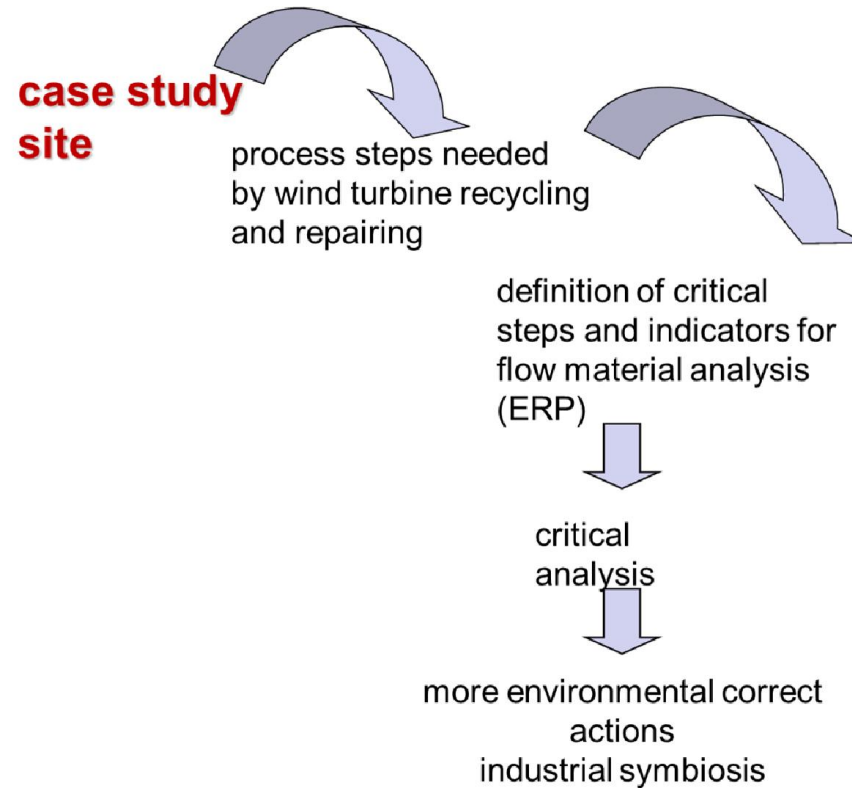 case study
site
process steps needed
by wind turbine recycling
and repairing
definition of critical
steps and indicators for
flow material analysis
(ERP)
critical
analysis
more environmental correct
actions
industrial symbiosis